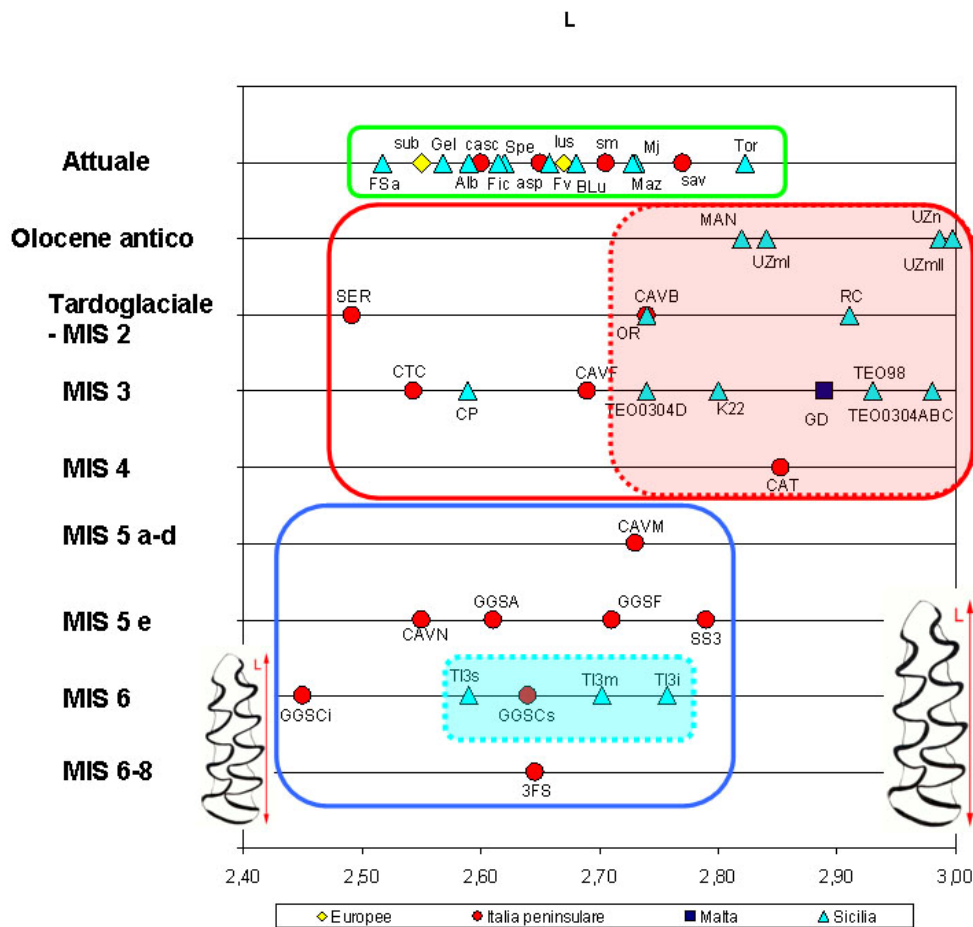 L
sub Gel casc Spe lus sm Mj Tor
Attuale
FSa Alb Fic asp Fv BLu Maz sav
MAN UZn
Olocene antico
UZmI UZmII
Tardoglaciale
SER CAVB RC
- MIS 2
OR
CTC CAVF TEO98
MIS 3
CP TEO0304D K22 GD TEO0304ABC
MIS 4
CAT
MIS 5 a-d
CAVM
GGSA GGSF
MIS 5 e
CAVN SS3
L
L
TI3s TI3m TI3i
MIS 6
GGSCi GGSCs
MIS 6-8
3FS
2,40 2,50 2,60 2,70 2,80 2,90 3,00
Europee Italia peninsulare Malta Sicilia